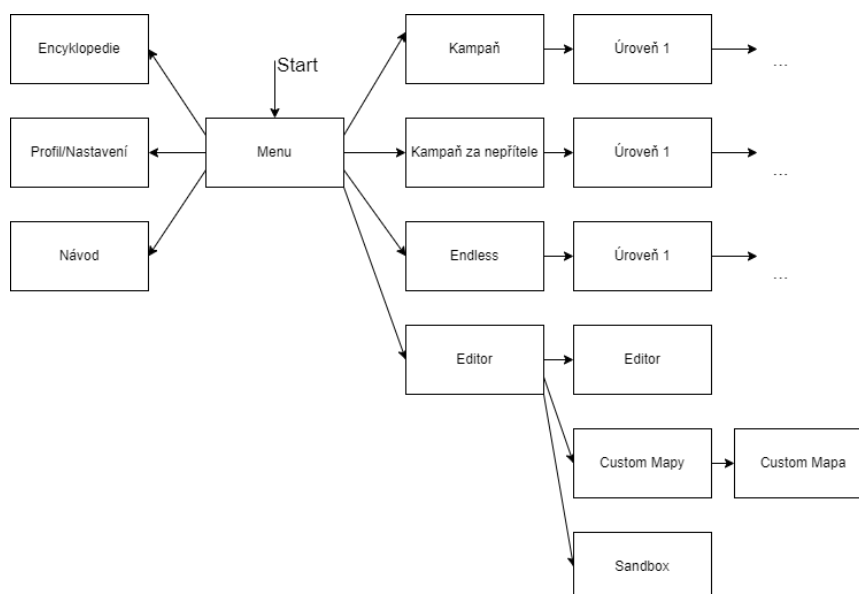 Encyklopedie
Kampaň
Úroveň 1
...
Start
Profil/Nastavení
Menu
Kampaň za nepřítele
Úroveň 1
...
Návod
Endless
Úroveň 1
...
Editor
Editor
Custom Mapy
Custom Mapa
Sandbox